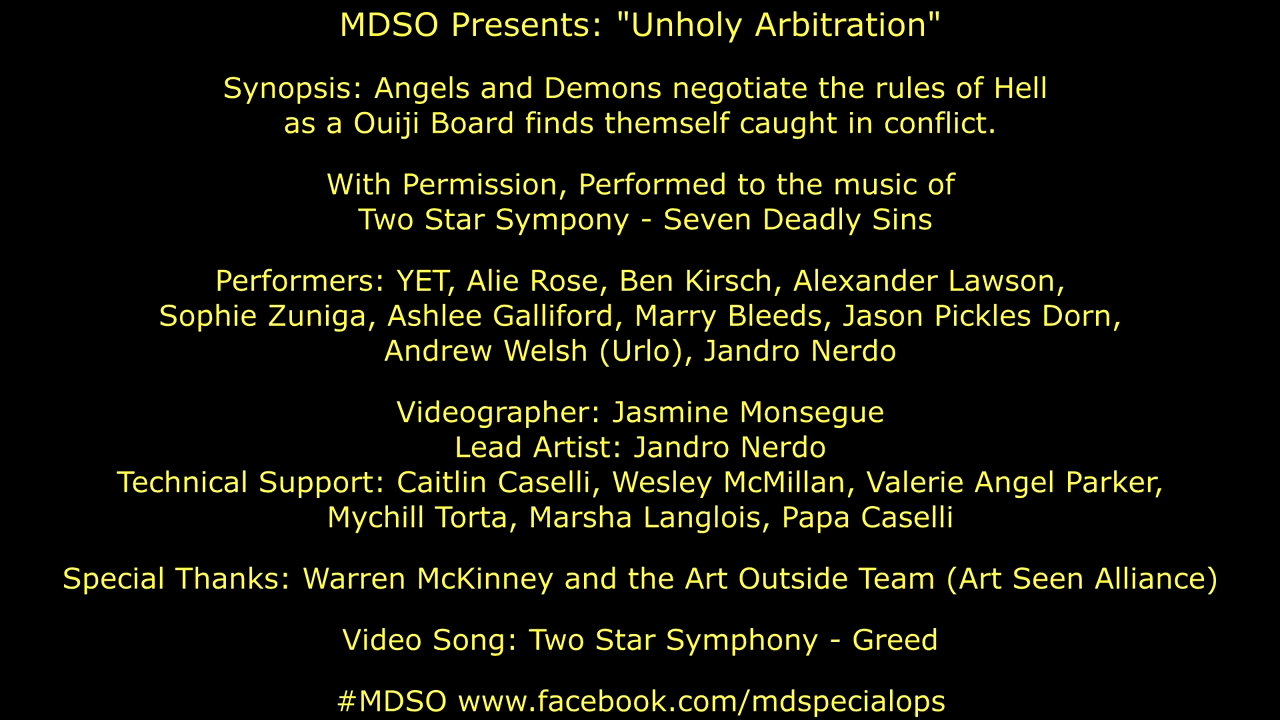 MDSO Presents: "Unholy Arbitration"
Synopsis: Angels and Demons negotiate the rules of Hell
as a Ouiji Board finds themself caught in conflict.
With Permission, Performed to the music of
Two Star Sympony - Seven Deadly Sins
Performers: YET, Alie Rose, Ben Kirsch, Alexander Lawson,
Sophie Zuniga, Ashlee Galliford, Marry Bleeds, Jason Pickles Dorn,
Andrew Welsh (Urlo), Jandro Nerdo
Videographer: Jasmine Monsegue
Lead Artist: Jandro Nerdo
Technical Support: Caitlin Caselli, Wesley McMillan, Valerie Angel Parker,
Mychill Torta, Marsha Langlois, Papa Caselli
Special Thanks: Warren McKinney and the Art Outside Team (Art Seen Alliance)
Video Song: Two Star Symphony - Greed
#MDSO www.facebook.com/mdspecialops